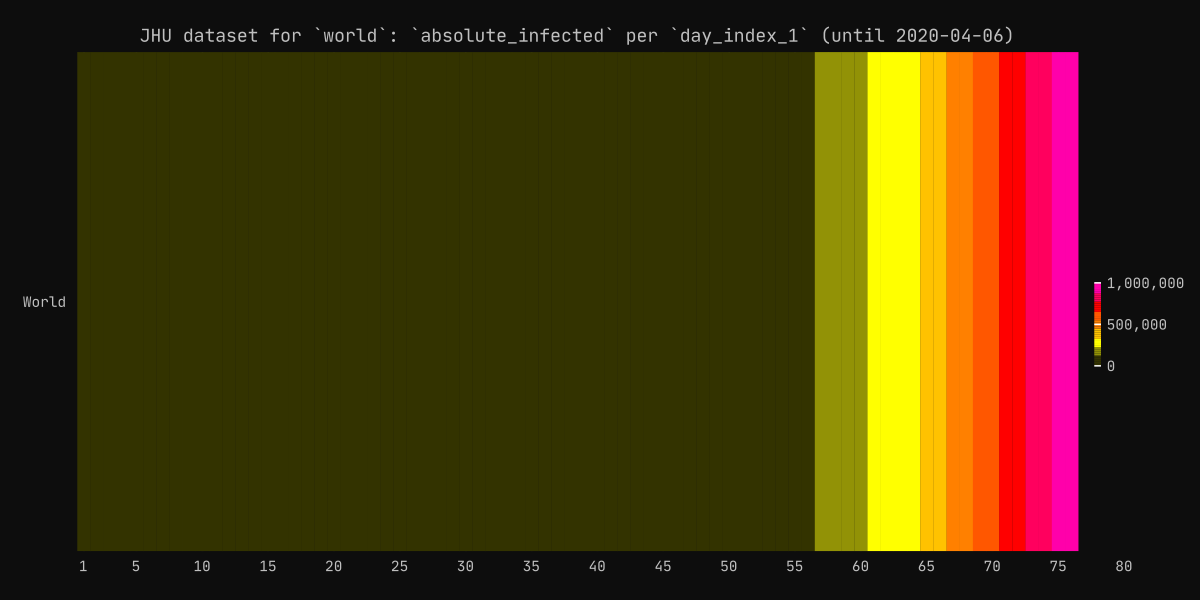 JHU dataset for `world`: `absolute_infected` per `day_index_1` (until 2020-04-06)
World
1,000,000
500,000
0
1 5 10 15 20 25 30 35 40 45 50 55 60 65 70 75 80